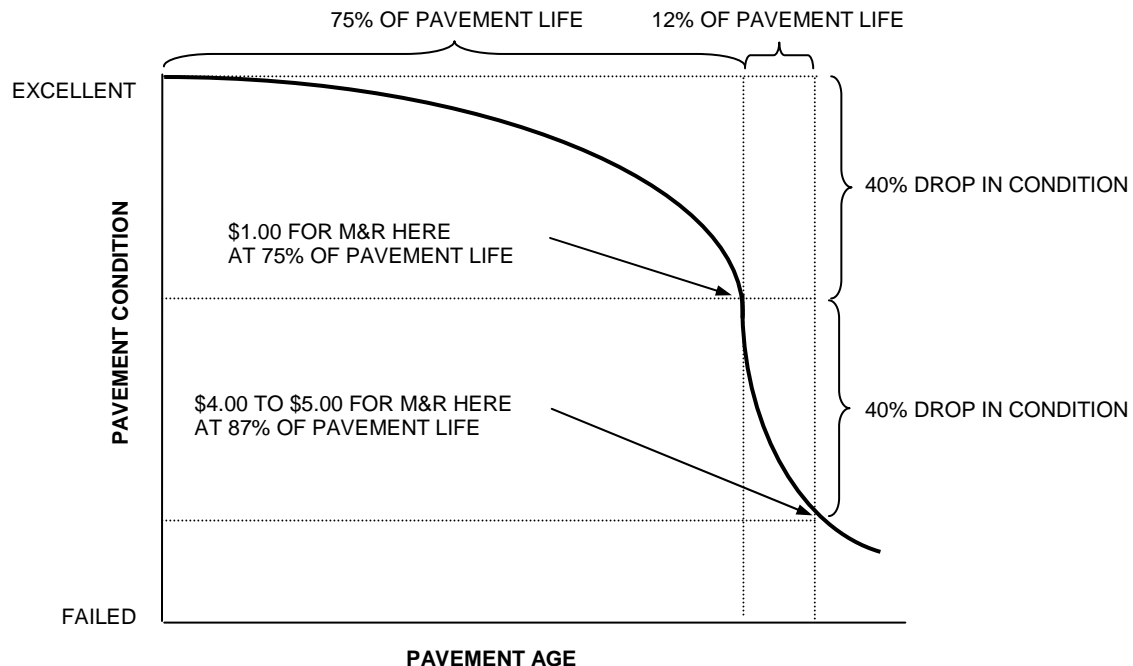 75% OF PAVEMENT LIFE
12% OF PAVEMENT LIFE
EXCELLENT
40% DROP IN CONDITION
$1.00 FOR M&R HERE
AT 75% OF PAVEMENT LIFE
PAVEMENT CONDITION
$4.00 TO $5.00 FOR M&R HERE
AT 87% OF PAVEMENT LIFE
40% DROP IN CONDITION
FAILED
PAVEMENT AGE